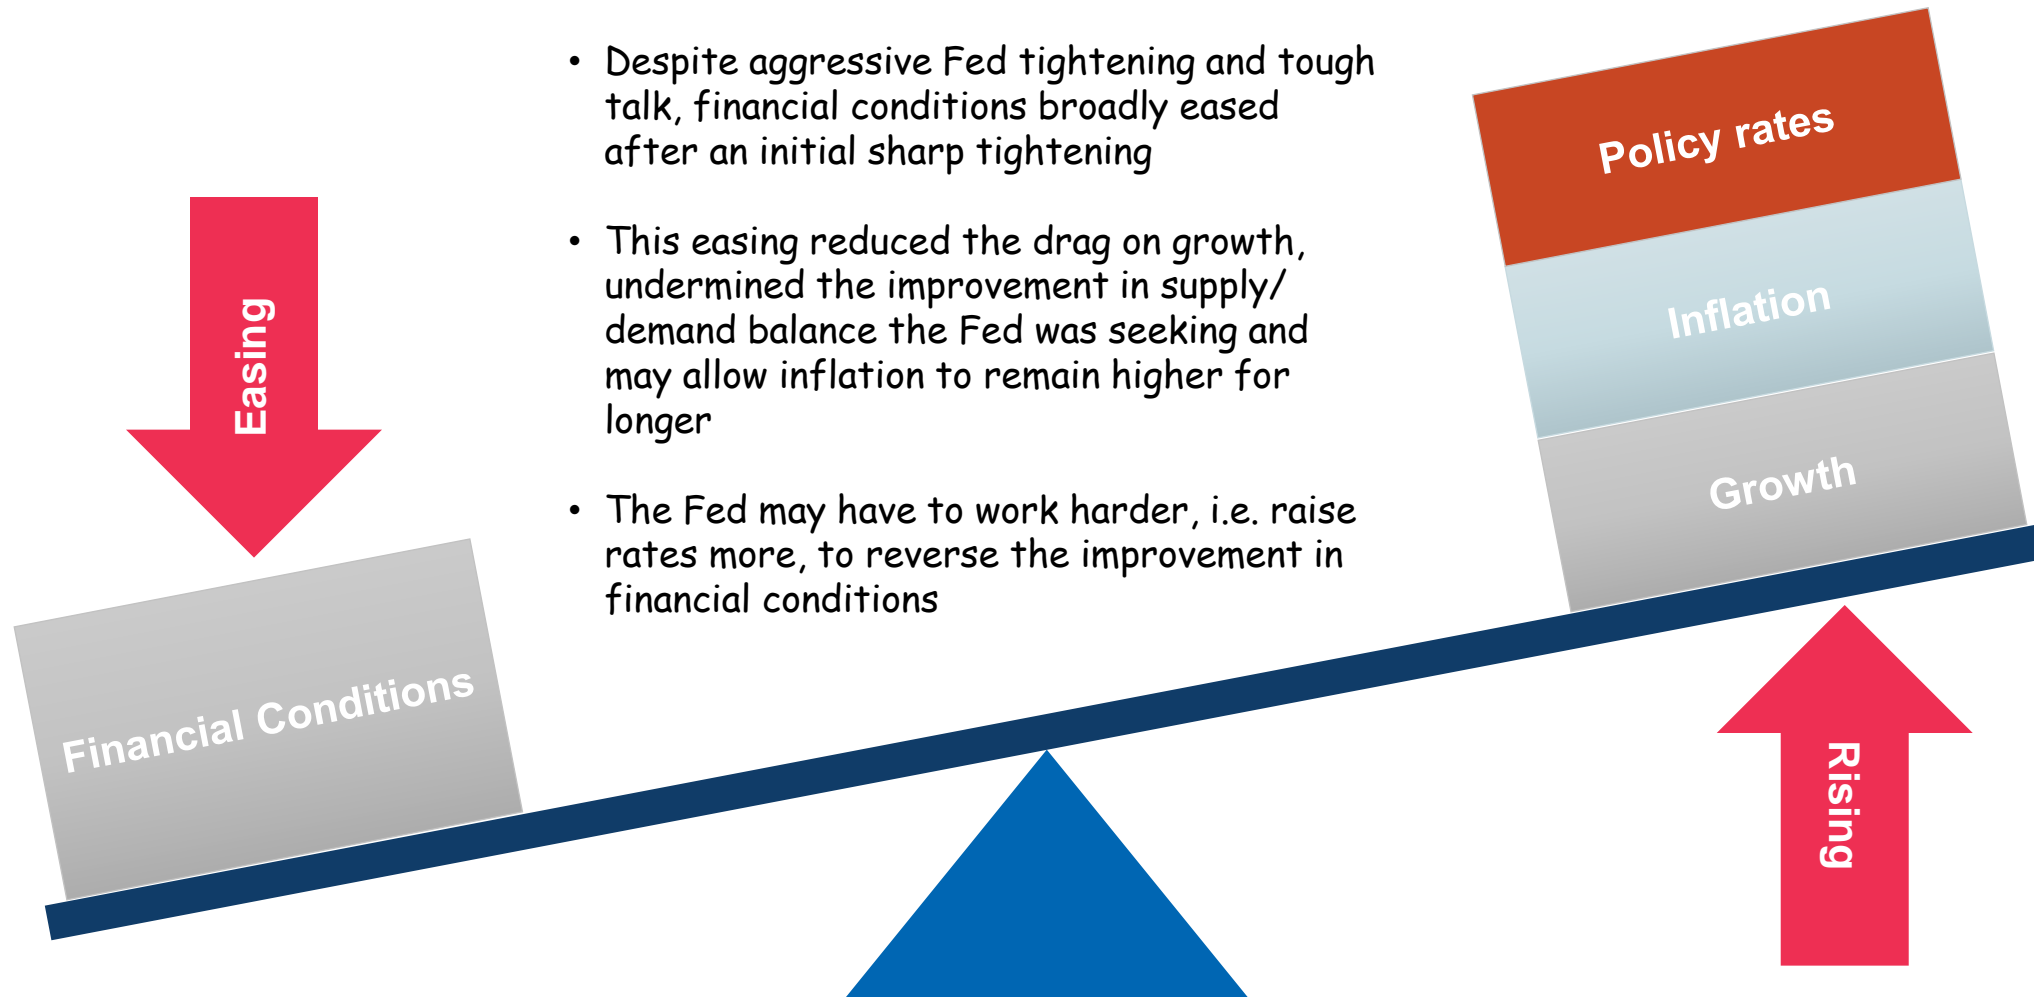 • Despite aggressive Fed tightening and tough
talk, financial conditions broadly eased
after an initial sharp tightening
• This easing reduced the drag on growth,
undermined the improvement in supply/
demand balance the Fed was seeking and
may allow inflation to remain higher for
longer
• The Fed may have to work harder, i.e. raise
rates more, to reverse the improvement in
financial conditions
Easing
Financial Conditions
Policy rates
Inflation
Growth
Rising